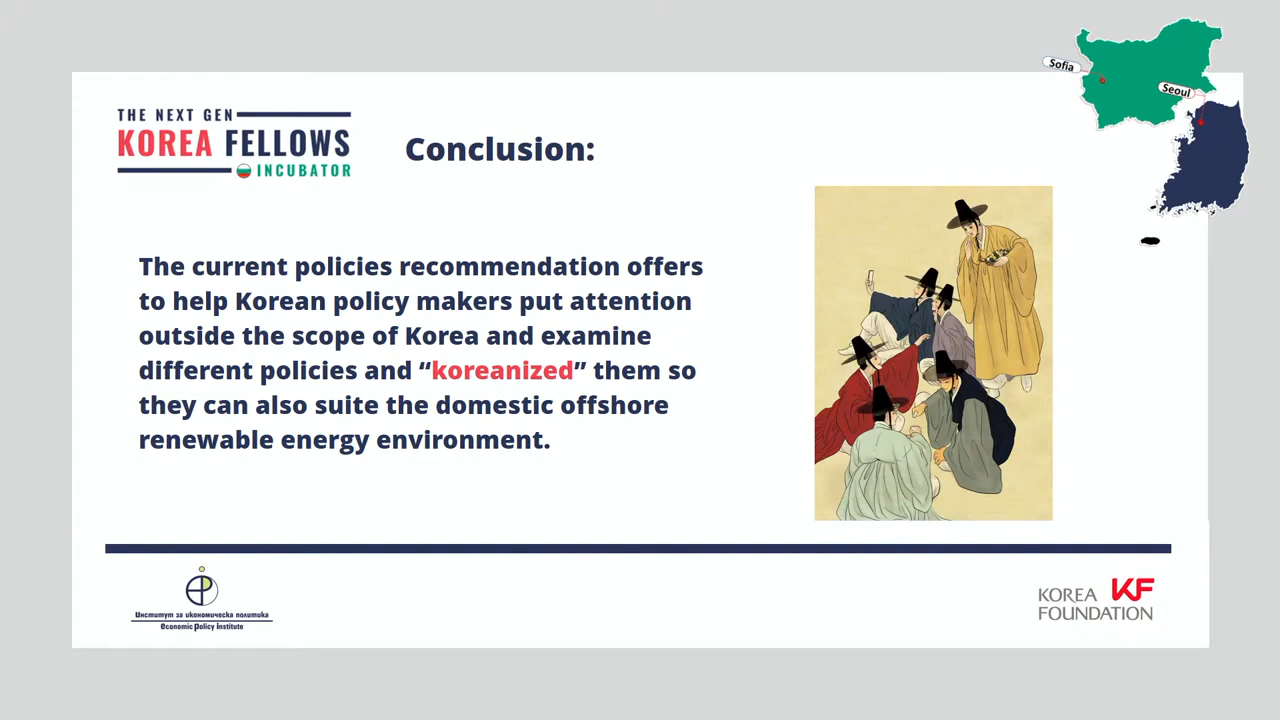 THE NEXT GEN
KOREA FELLOWS
INCUBATOR
Conclusion:
Sofia
Seoul
The current policies recommendation offers
to help Korean policy makers put attention
outside the scope of Korea and examine
different policies and “koreanized” them so
they can also suite the domestic offshore
renewable energy environment.
Институт за икономическа политика
Economic Policy Institute
KOREA
FOUNDATION
KF